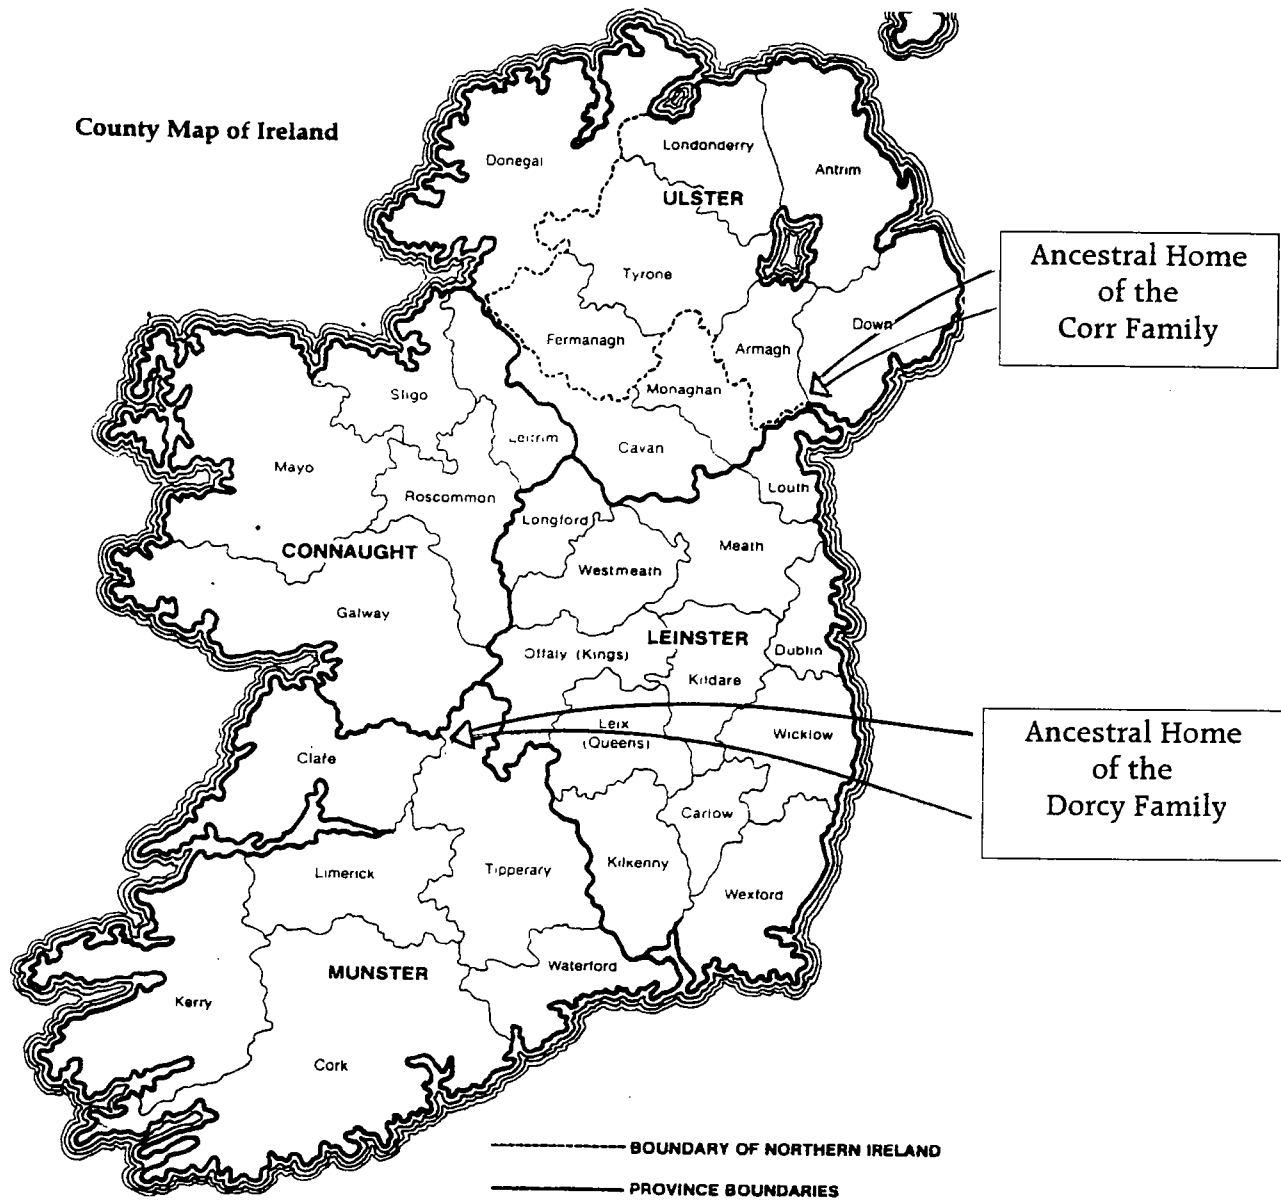 County Map of Ireland
Donegal
Londonderry
Antrim
ULSTER
Tyrone
Ancestral Home
of the
Corr Family
Fermanagh
Down
Armagh
Monaghan
Sligo
Leitrim
Cavan
Mayo
Roscommon
Louth
Longford
CONNAUGHT
Meath
Westmeath
Galway
LEINSTER
Offaly (Kings)
Dublin
Kildare
Leix
(Queens)
Wicklow
Ancestral Home
of the
Dorcy Family
Clare
Carlow
Limerick
Tipperary
Kilkenny
Wexford
MUNSTER
Waterford
Kerry
Cork
BOUNDARY OF NORTHERN IRELAND
PROVINCE BOUNDARIES